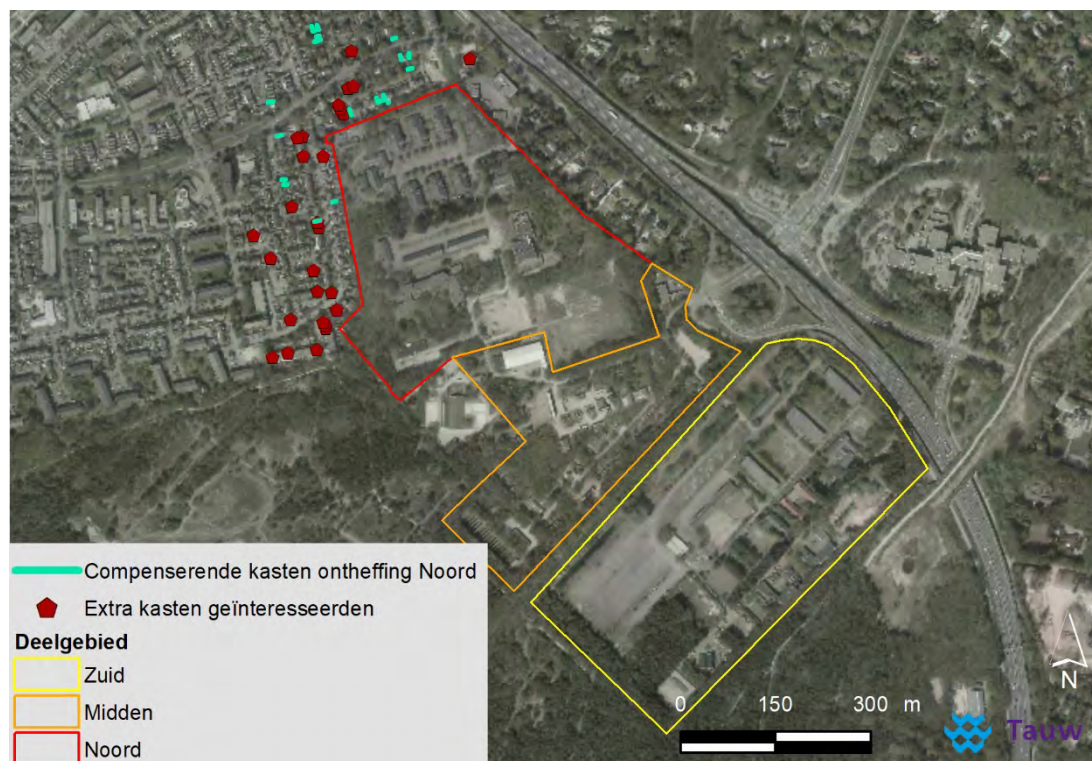 Compenserende kasten ontheffing Noord
Extra kasten geïnteresseerden
Deelgebied
Zuid
Midden
Noord
N
0 150 300 m
Tauw